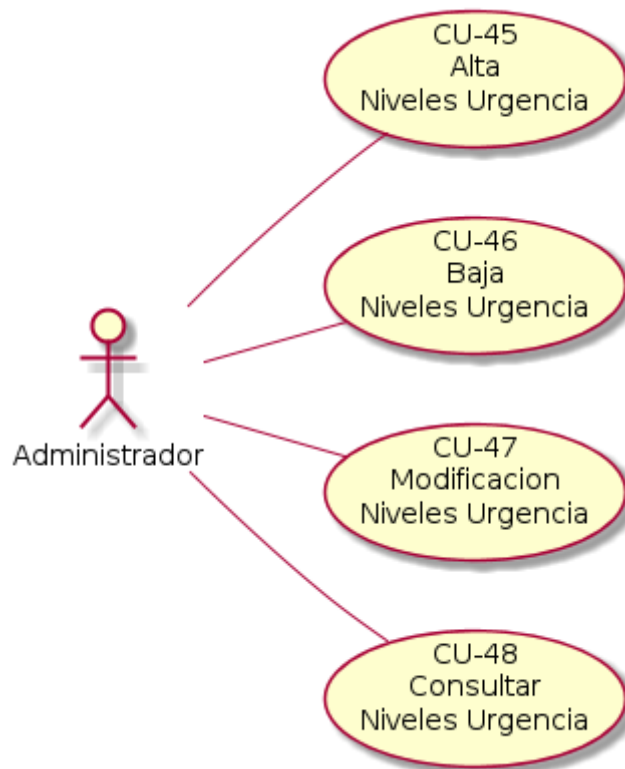 CU-45
Alta
Niveles Urgencia
CU-46
Baja
Niveles Urgencia
Administrador
CU-47
Modificacion
Niveles Urgencia
CU-48
Consultar
Niveles Urgencia